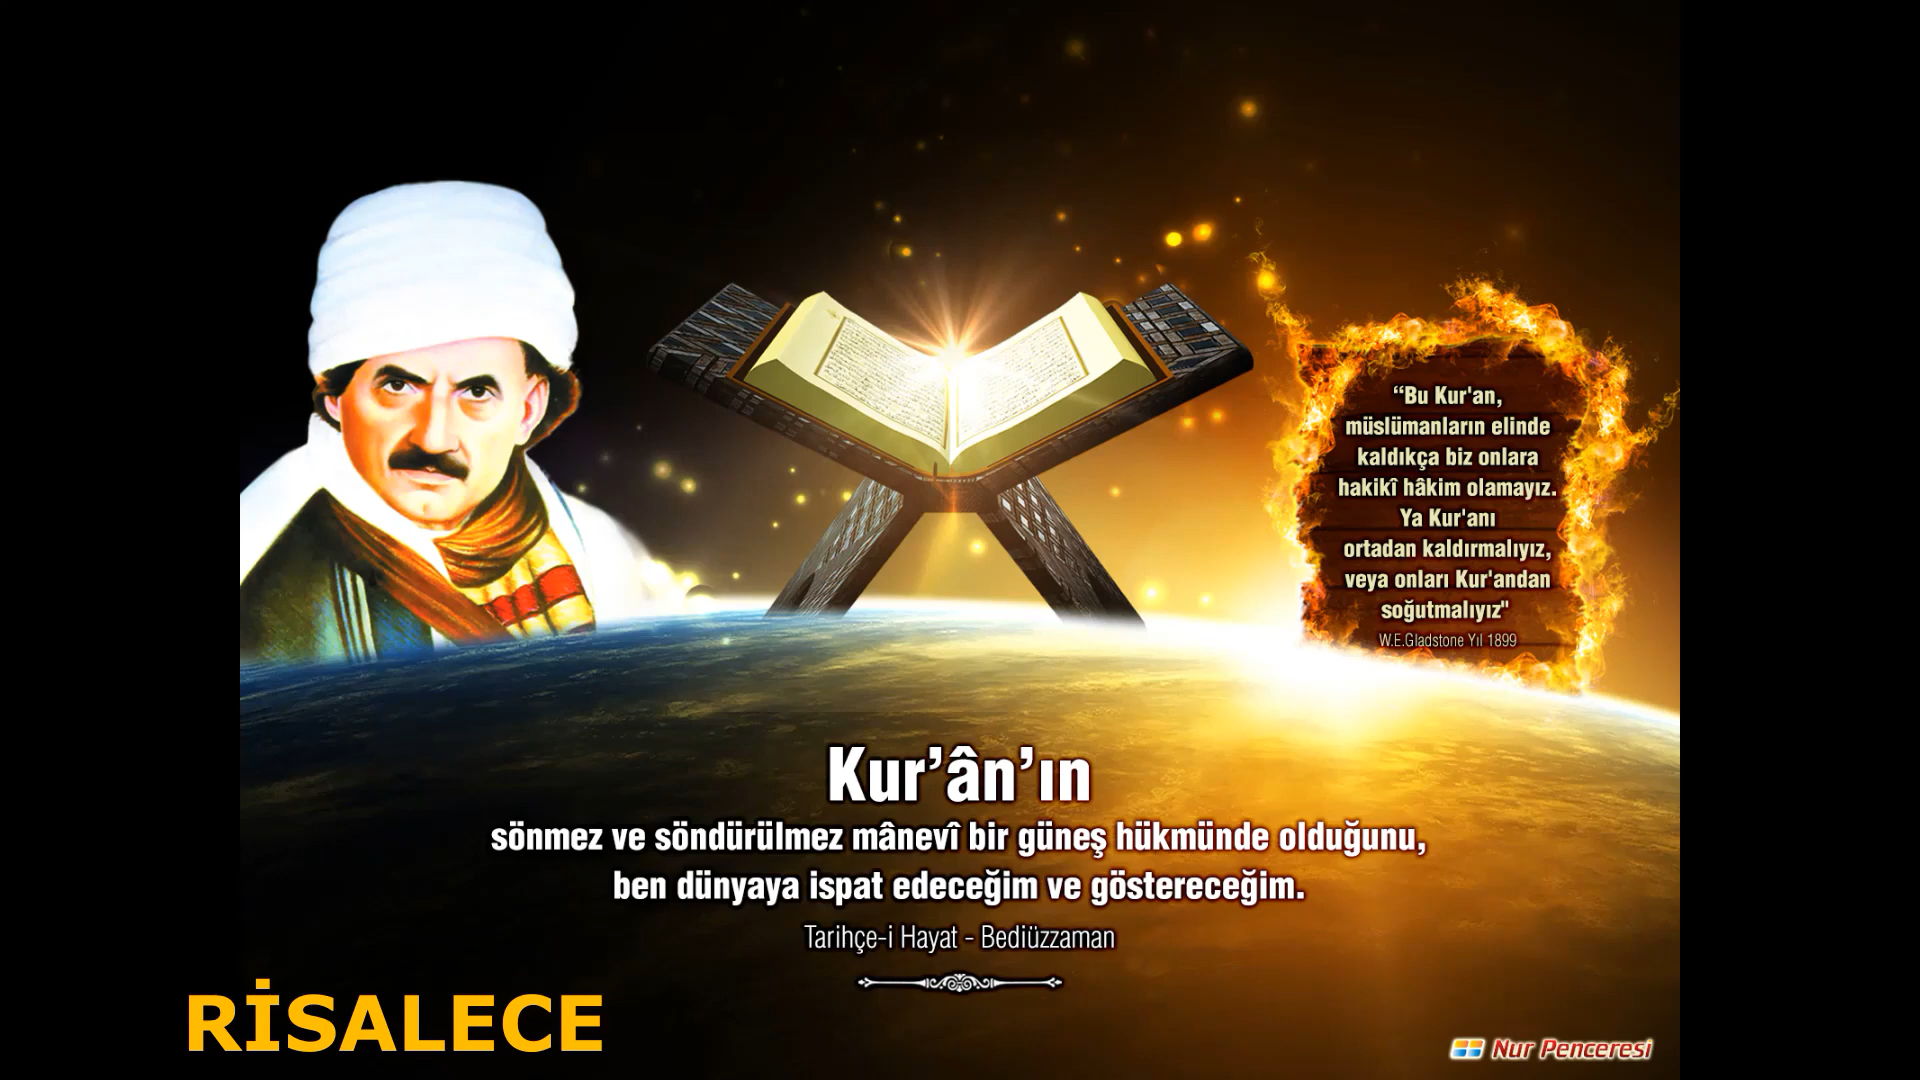 “Bu Kur'an,
müslümanların elinde
kaldıkça biz onlara
hakikî hâkim olamayız.
Ya Kur'anı
ortadan kaldırmalıyız,
veya onları Kur'andan
soğutmalıyız"
W.E.Gladstone Yıl 1899
Kur’ân’ın
sönmez ve söndürülmez mânevî bir güneş hükmünde olduğunu,
ben dünyaya ispat edeceğim ve göstereceğim.
Tarihçe-i Hayat - Bediüzzaman
RİSALECE
Nur Penceresi